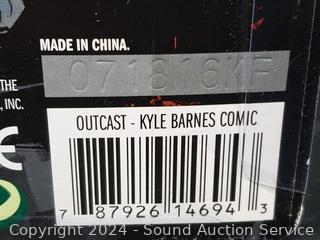 MADE IN CHINA.
071816KF
THE
, INC.
OUTCAST - KYLE BARNES COMIC
7 87926 14694 3
Copyright 2024 - Sound Auction Service